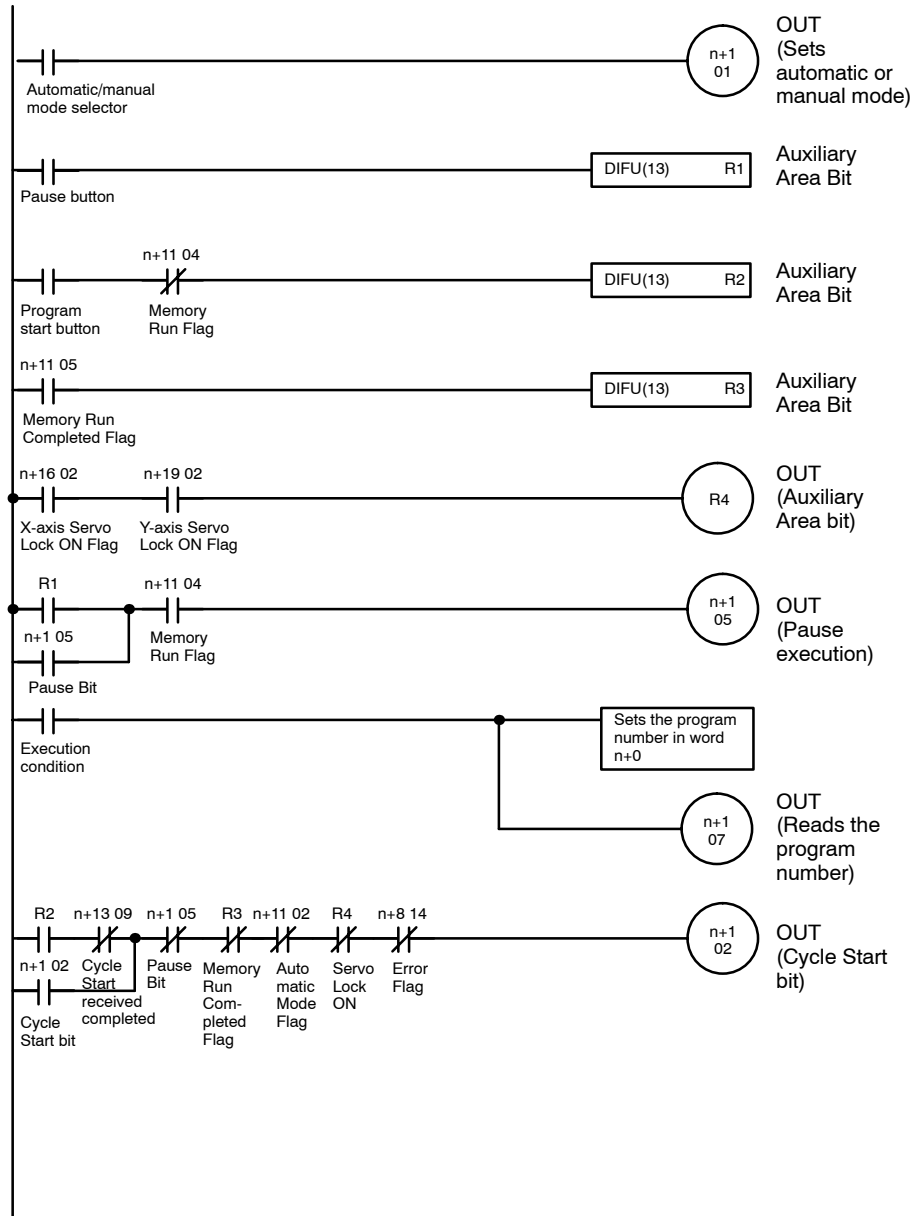 OUT
(Sets
automatic or
manual mode)
n+1
01
Automatic/manual
mode selector
Auxiliary
Area Bit
DIFU(13) R1
Pause button
n+11 04
Auxiliary
Area Bit
DIFU(13) R2
Program
start button
Memory
Run Flag
n+11 05
Auxiliary
Area Bit
DIFU(13) R3
Memory Run
Completed Flag
n+16 02 n+19 02
OUT
(Auxiliary
Area bit)
R4
X-axis Servo
Lock ON Flag
Y-axis Servo
Lock ON Flag
R1 n+11 04
n+1
05
OUT
(Pause
execution)
n+1 05
Memory
Run Flag
Pause Bit
Sets the program
number in word
n+0
Execution
condition
n+1
07
OUT
(Reads the
program
number)
R2 n+13 09 n+1 05 R3 n+11 02 R4 n+8 14
n+1
02
OUT
(Cycle Start
bit)
n+1 02
Cycle
Start bit
Cycle
Start
received
completed
Pause
Bit
Memory
Run
Com-
pleted
Flag
Auto
matic
Mode
Flag
Servo
Lock
ON
Error
Flag